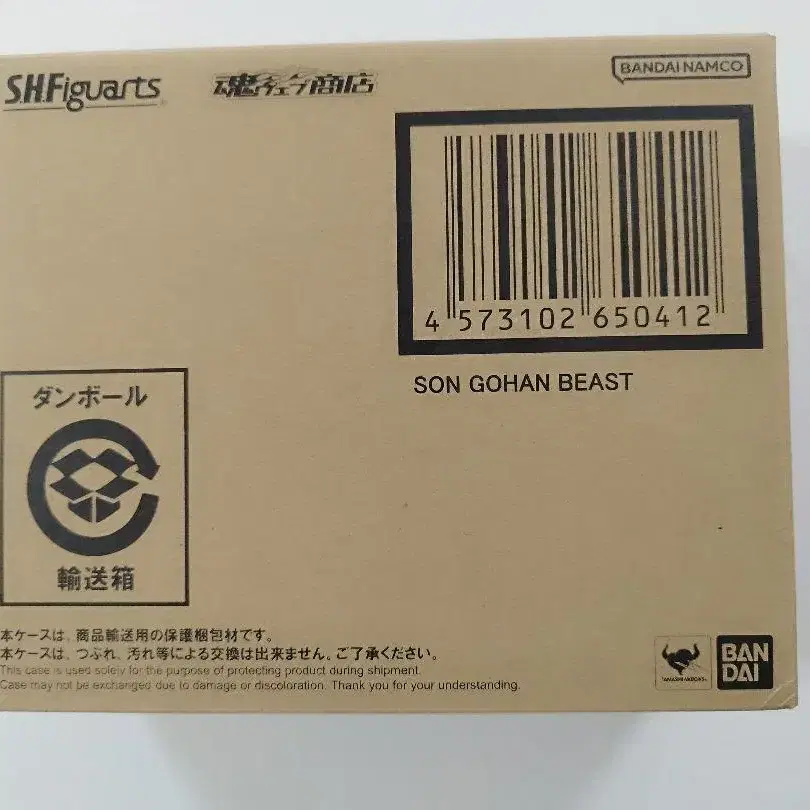 S.H.Figuarts
魂ウェブ商店
BANDAI NAMCO
4 573102 650412
SON GOHAN BEAST
ダンボール
輸送箱
本ケースは、商品輸送用の保護梱包材です。
本ケースは、つぶれ、汚れ等による交換は出来ません。ご了承ください。
This case is used solely for the purpose of protecting product during shipment.
Case may not be exchanged due to damage or discoloration. Thank you for your understanding.
TAMASHII NATIONS
BAN
DAI